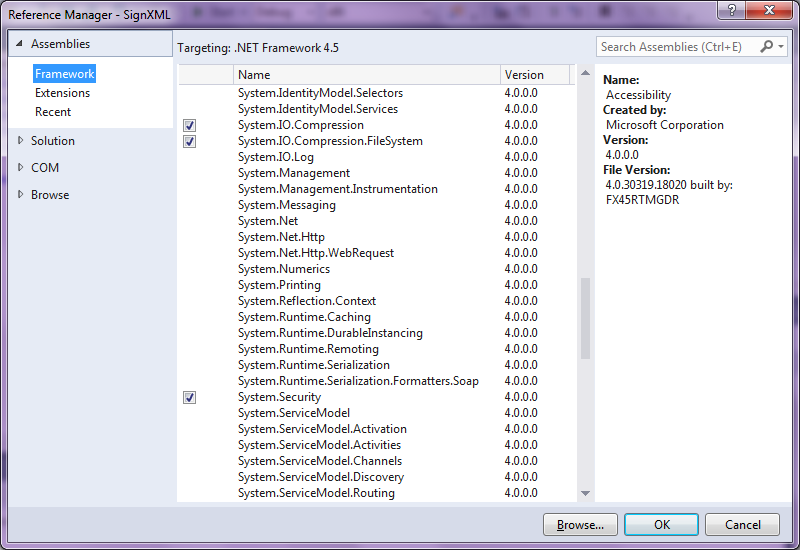 Reference Manager - SignXML
Assemblies
Framework
Extensions
Recent
Solution
COM
Browse
Targeting: .NET Framework 4.5
Search Assemblies (Ctrl+E)
Name Version
System.IdentityModel.Selectors 4.0.0.0
System.IdentityModel.Services 4.0.0.0
System.IO.Compression 4.0.0.0
System.IO.Compression.FileSystem 4.0.0.0
System.IO.Log 4.0.0.0
System.Management 4.0.0.0
System.Management.Instrumentation 4.0.0.0
System.Messaging 4.0.0.0
System.Net 4.0.0.0
System.Net.Http 4.0.0.0
System.Net.Http.WebRequest 4.0.0.0
System.Numerics 4.0.0.0
System.Printing 4.0.0.0
System.Reflection.Context 4.0.0.0
System.Runtime.Caching 4.0.0.0
System.Runtime.DurableInstancing 4.0.0.0
System.Runtime.Remoting 4.0.0.0
System.Runtime.Serialization 4.0.0.0
System.Runtime.Serialization.Formatters.Soap 4.0.0.0
System.Security 4.0.0.0
System.ServiceModel 4.0.0.0
System.ServiceModel.Activation 4.0.0.0
System.ServiceModel.Activities 4.0.0.0
System.ServiceModel.Channels 4.0.0.0
System.ServiceModel.Discovery 4.0.0.0
System.ServiceModel.Routing 4.0.0.0
Name:
Accessibility
Created by:
Microsoft Corporation
Version:
4.0.0.0
File Version:
4.0.30319.18020 built by:
FX45RTMGDR
Browse... OK Cancel